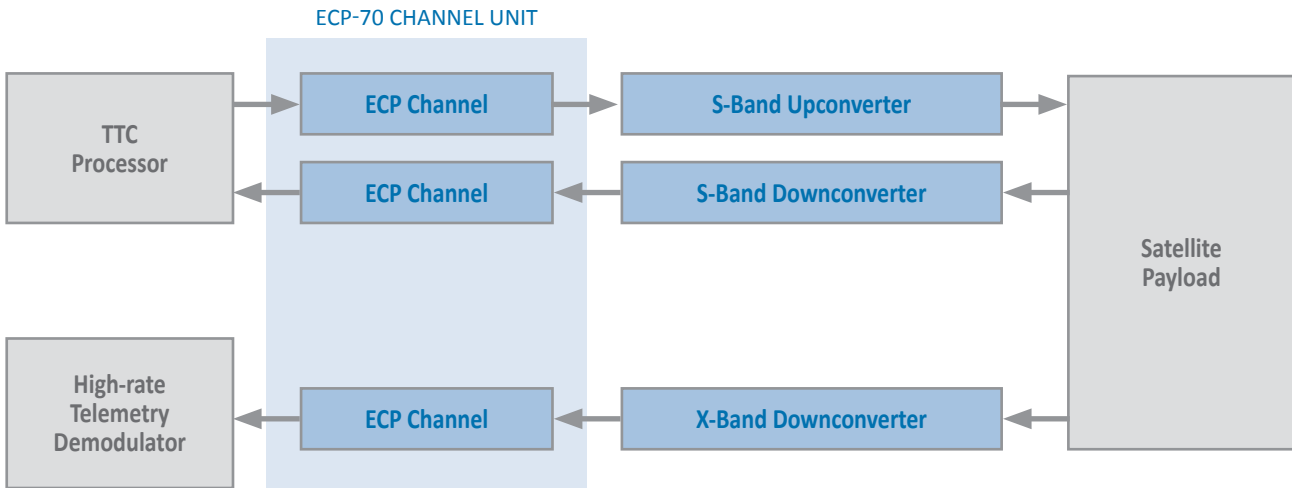 ECP-70 CHANNEL UNIT
TTC
Processor
ECP Channel
S-Band Upconverter
ECP Channel
S-Band Downconverter
Satellite
Payload
High-rate
Telemetry
Demodulator
ECP Channel
X-Band Downconverter